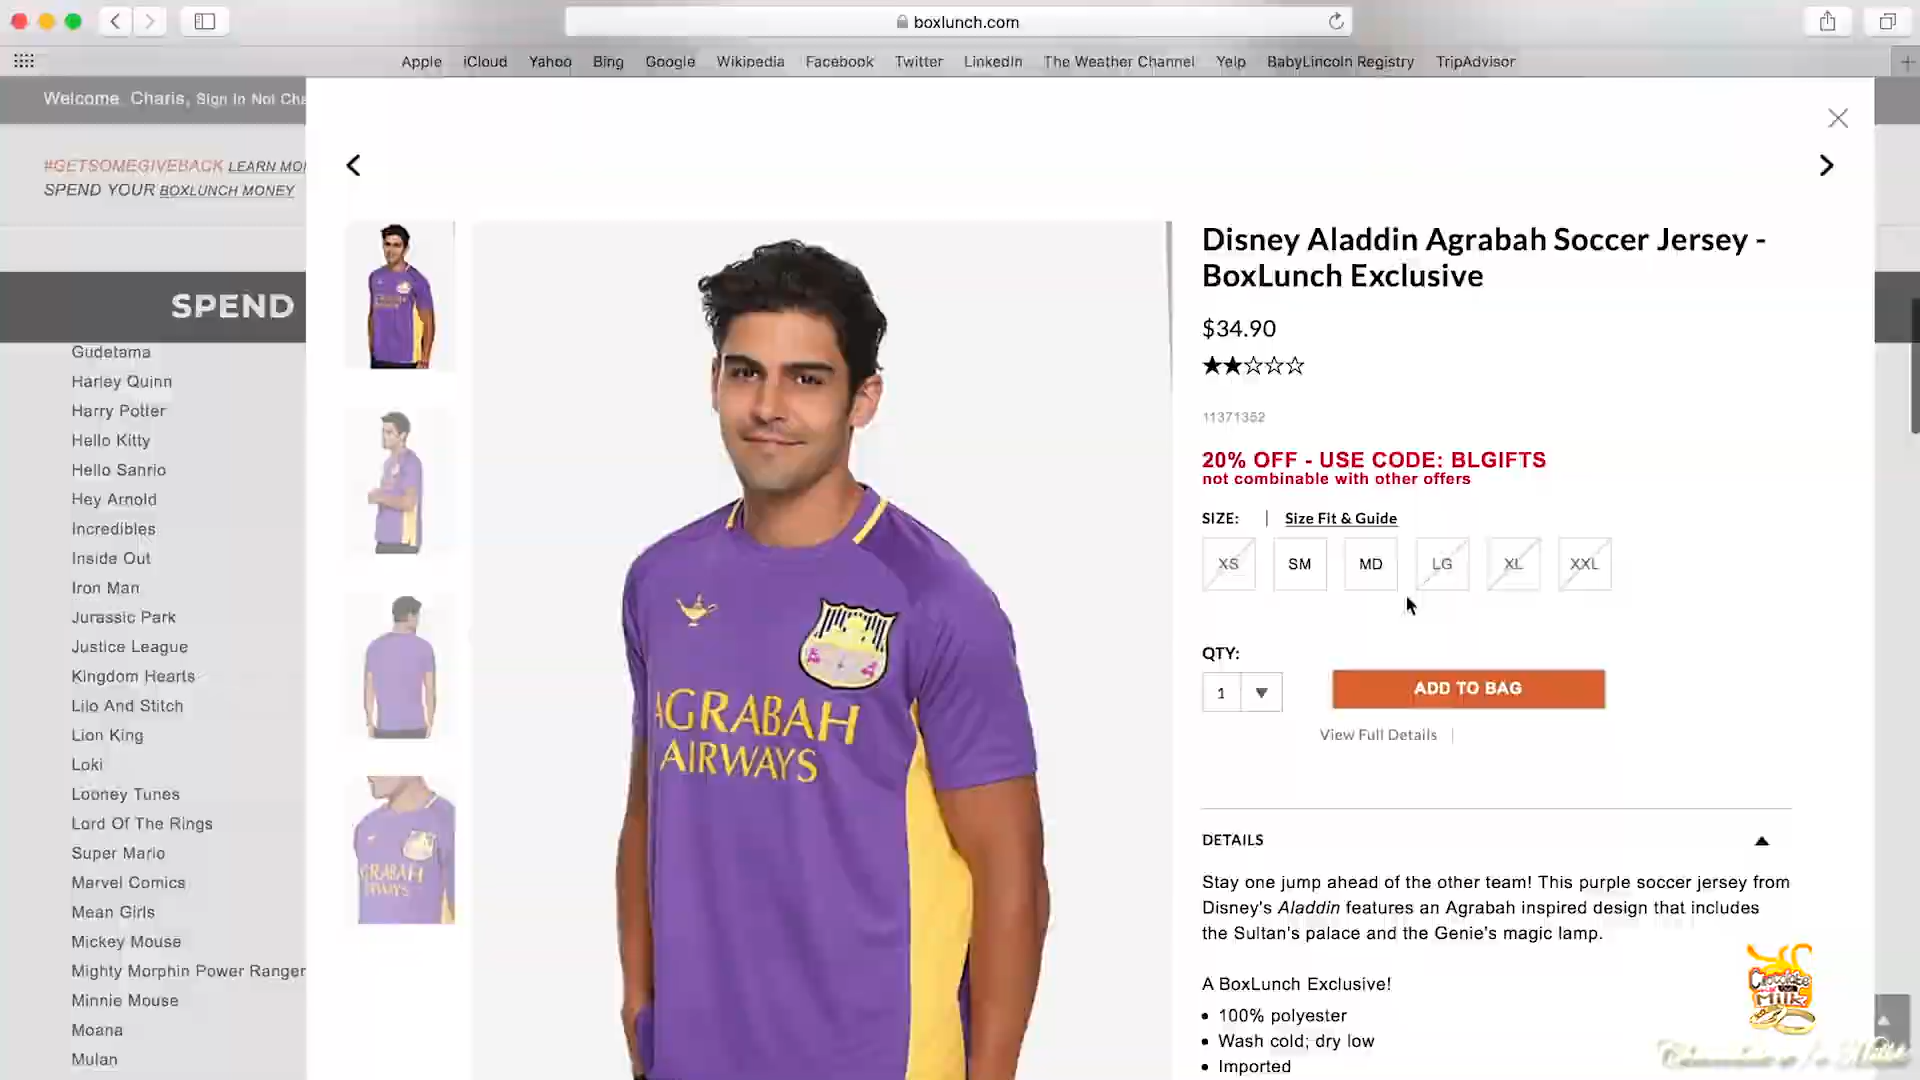 boxlunch.com
Apple iCloud Yahoo Bing Google Wikipedia Facebook Twitter LinkedIn The Weather Channel Yelp BabyLincoln Registry TripAdvisor
Welcome, Charis, Sign In Not Cha
#GETSOMEGIVEBACK LEARN MO
SPEND YOUR BOXLUNCH MONEY
SPEND
Gudetama
Harley Quinn
Harry Potter
Hello Kitty
Hello Sanrio
Hey Arnold
Incredibles
Inside Out
Iron Man
Jurassic Park
Justice League
Kingdom Hearts
Lilo And Stitch
Lion King
Loki
Looney Tunes
Lord Of The Rings
Super Mario
Marvel Comics
Mean Girls
Mickey Mouse
Mighty Morphin Power Ranger
Minnie Mouse
Moana
Mulan
AGRABAH
AIRWAYS
GRABAH
AIRWAYS
Disney Aladdin Agrabah Soccer Jersey -
BoxLunch Exclusive
$34.90
11371352
20% OFF - USE CODE: BLGIFTS
not combinable with other offers
SIZE: | Size Fit & Guide
XS SM MD LG XL XXL
QTY:
1 ADD TO BAG
View Full Details |
DETAILS
Stay one jump ahead of the other team! This purple soccer jersey from
Disney's Aladdin features an Agrabah inspired design that includes
the Sultan's palace and the Genie's magic lamp.
A BoxLunch Exclusive!
• 100% polyester
• Wash cold; dry low
• Imported
Chocolate
Milk